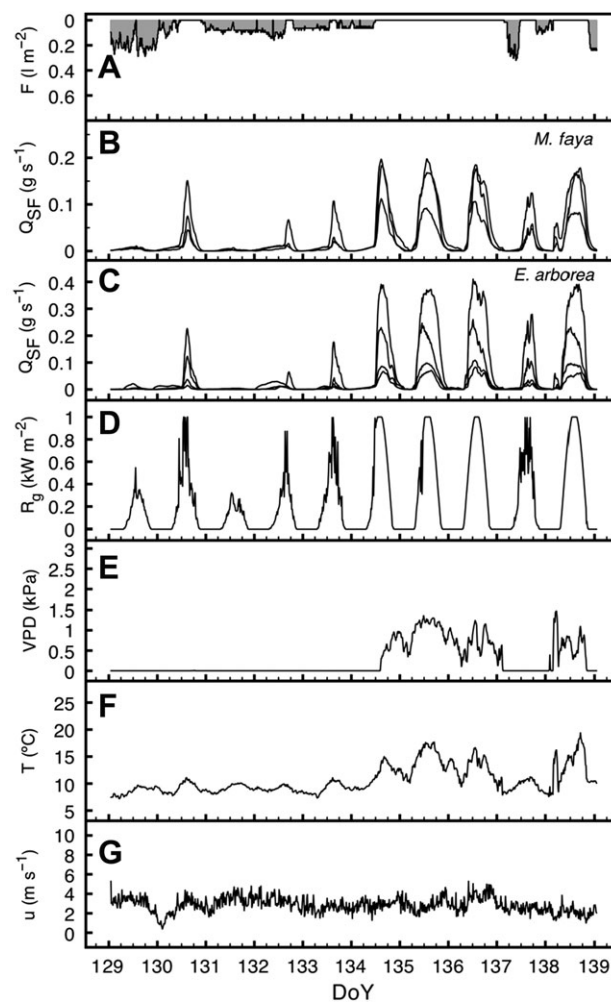 A
F (l m⁻²)
0
0.2
0.4
0.6
B
M. faya
Q_SF (g s⁻¹)
0.2
0.1
0
C
E. arborea
Q_SF (g s⁻¹)
0.4
0.3
0.2
0.1
0
D
R_g (kW m⁻²)
1
0.8
0.6
0.4
0.2
0
E
VPD (kPa)
3
2.5
2
1.5
1
0.5
0
F
T (ºC)
25
20
15
10
5
G
u (m s⁻¹)
10
8
6
4
2
0
129 130 131 132 133 134 135 136 137 138 139
DoY